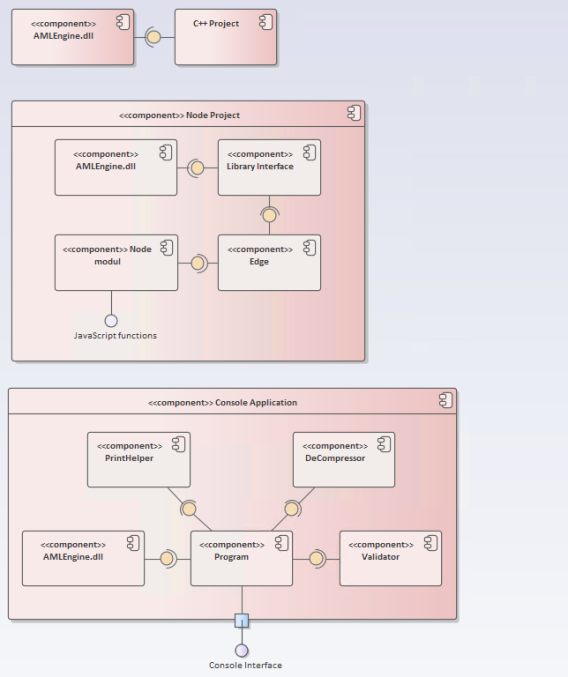 <<component>>
AMLEngine.dll
C++ Project
<<component>> Node Project
<<component>>
AMLEngine.dll
<<component>>
Library Interface
<<component>> Node
modul
<<component>>
Edge
JavaScript functions
<<component>> Console Application
<<component>>
PrintHelper
<<component>>
DeCompressor
<<component>>
AMLEngine.dll
<<component>>
Program
<<component>>
Validator
Console Interface